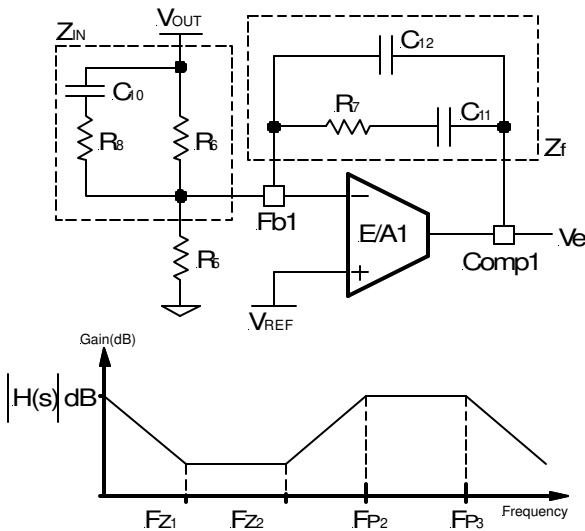 VOUT
ZIN
C12
C10
R7
C11
R8
R6
Zf
Fb1
E/A1
Ve
R5
Comp1
VREF
Gain(dB)
|H(s)| dB
FZ1
FZ2
FP2
FP3
Frequency